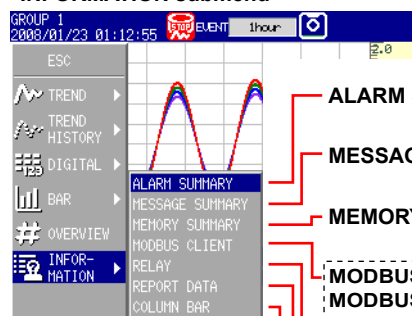 GROUP 1
2008/01/23 01:12:55
STOP
EVENT
1hour
2.0
ESC
TREND
TREND
HISTORY
DIGITAL
BAR
OVERVIEW
INFOR-
MATION
ALARM SUMMARY
MESSAGE SUMMARY
MEMORY SUMMARY
MODBUS CLIENT
RELAY
REPORT DATA
COLUMN BAR
ALARM
MESSAG
MEMORY
MODBUS
MODBUS